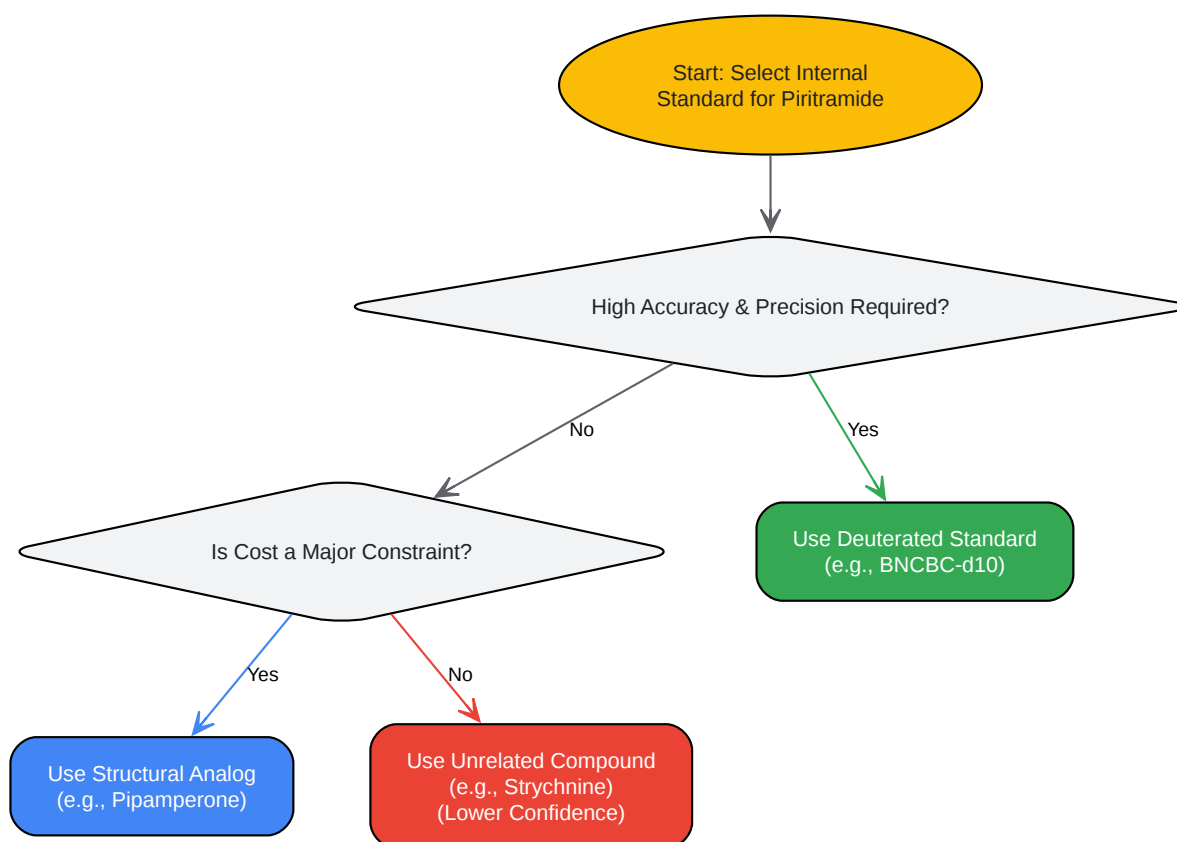 Start: Select Internal
Standard for Piritramide
High Accuracy & Precision Required?
No
Yes
Is Cost a Major Constraint?
Use Deuterated Standard
(e.g., BNCBC-d10)
Yes
No
Use Structural Analog
(e.g., Pipamperone)
Use Unrelated Compound
(e.g., Strychnine)
(Lower Confidence)